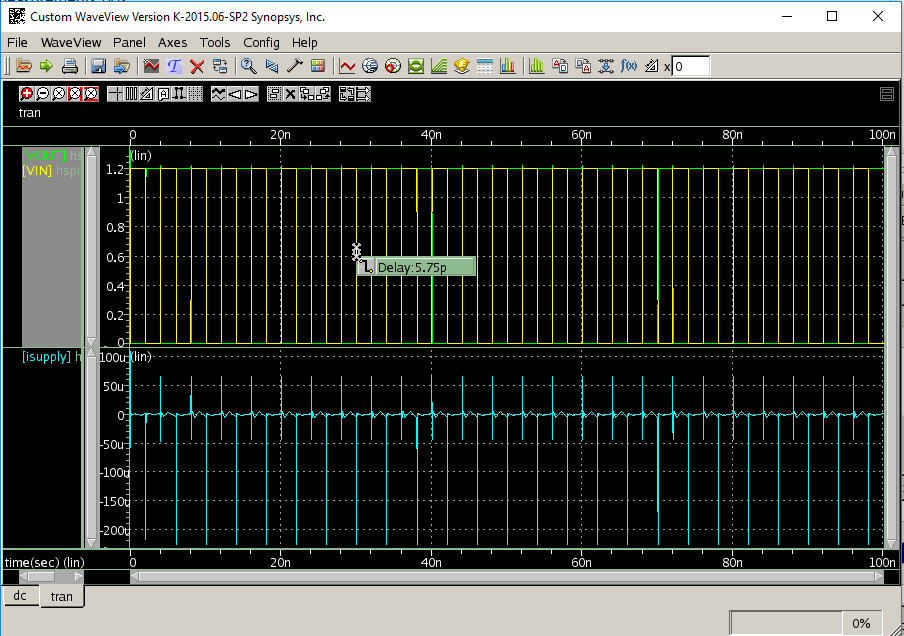 Custom WaveView Version K-2015.06-SP2 Synopsys, Inc.
File WaveView Panel Axes Tools Config Help
f(x) x 0
tran
0 20n 40n 60n 80n 100n
hs (lin)
[VIN] hspi 1.2
1
0.8
0.6
Delay:5.75p
0.4
0.2
0
[isupply] h 100u (lin)
50u
0
-50u
-100u
-150u
-200u
time(sec) (lin) 0 20n 40n 60n 80n 100n
dc tran
0%